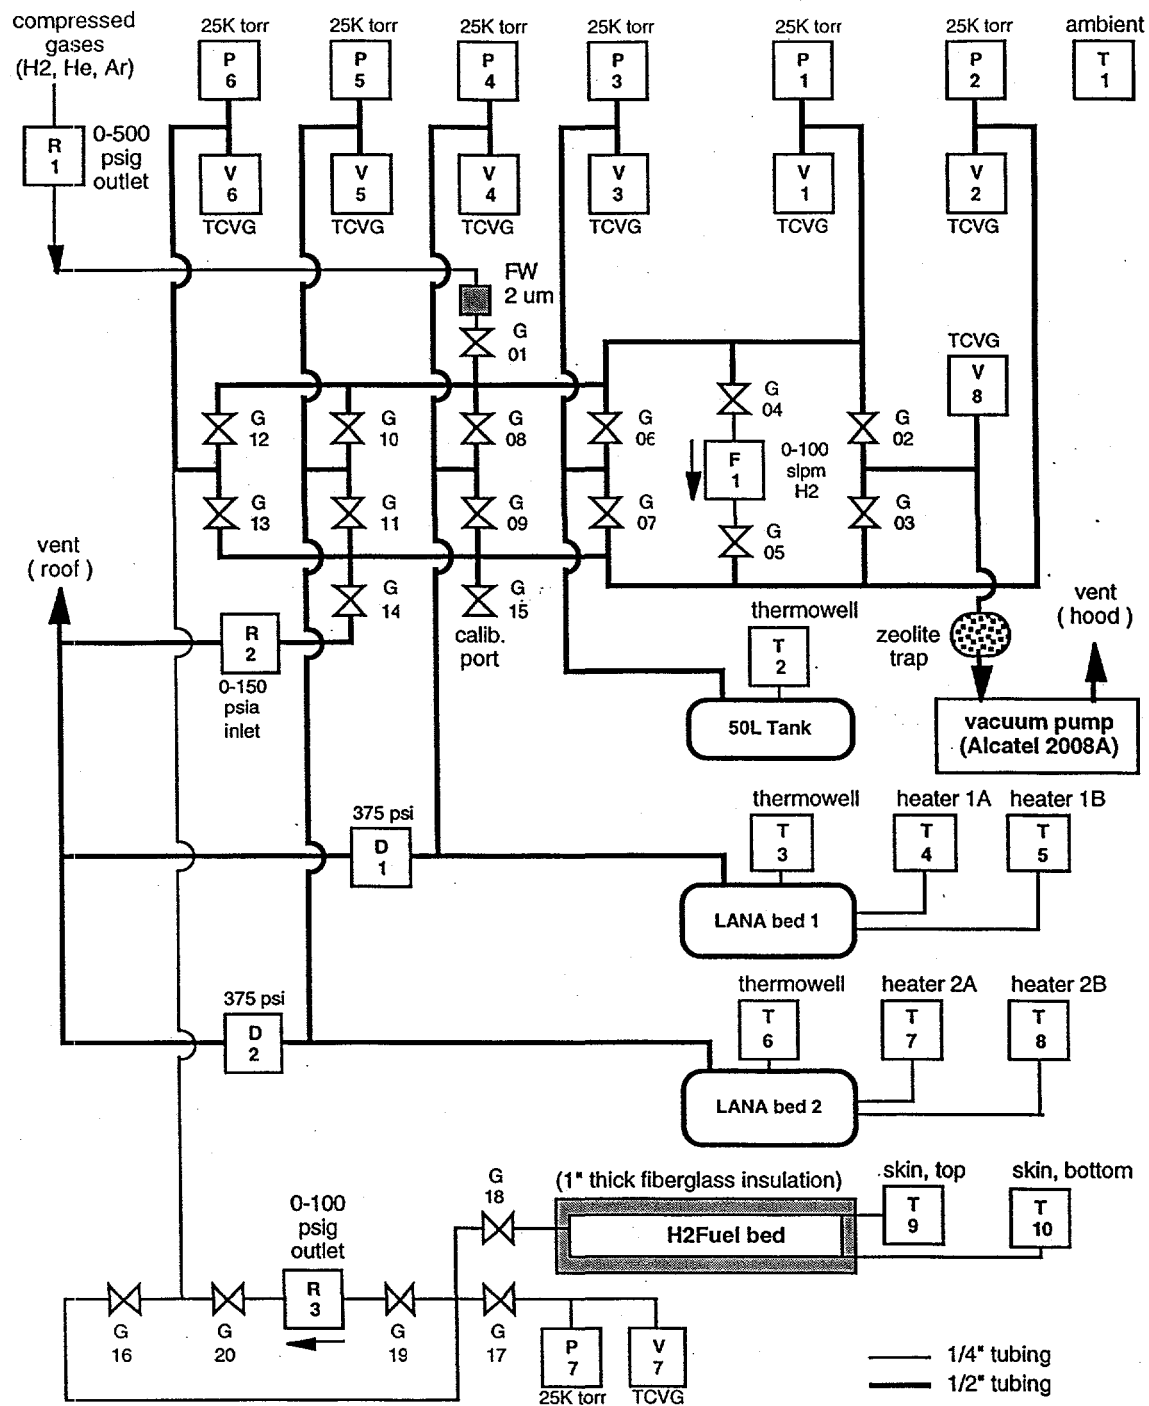 compressed
gases
(H2, He, Ar)
25K torr
25K torr
25K torr
25K torr
25K torr
25K torr
ambient
P
6
P
5
P
4
P
3
P
1
P
2
T
1
R
1
0-500
psig
outlet
V
6
V
5
V
4
V
3
V
1
V
2
TCVG
TCVG
TCVG
TCVG
TCVG
TCVG
FW
2 um
G
01
TCVG
V
8
G
12
G
10
G
08
G
06
G
04
G
02
F
1
0-100
slpm
H2
G
13
G
11
G
09
G
07
G
05
G
03
vent
( roof )
G
14
G
15
calib.
port
R
2
0-150
psia
inlet
thermowell
T
2
50L Tank
zeolite
trap
vent
( hood )
vacuum pump
(Alcatel 2008A)
375 psi
D
1
thermowell
T
3
heater 1A
T
4
heater 1B
T
5
LANA bed 1
375 psi
D
2
thermowell
T
6
heater 2A
T
7
heater 2B
T
8
LANA bed 2
G
18
(1" thick fiberglass insulation)
H2Fuel bed
skin, top
T
9
skin, bottom
T
10
0-100
psig
outlet
R
3
G
16
G
20
G
19
G
17
P
7
25K torr
V
7
TCVG
1/4" tubing
1/2" tubing